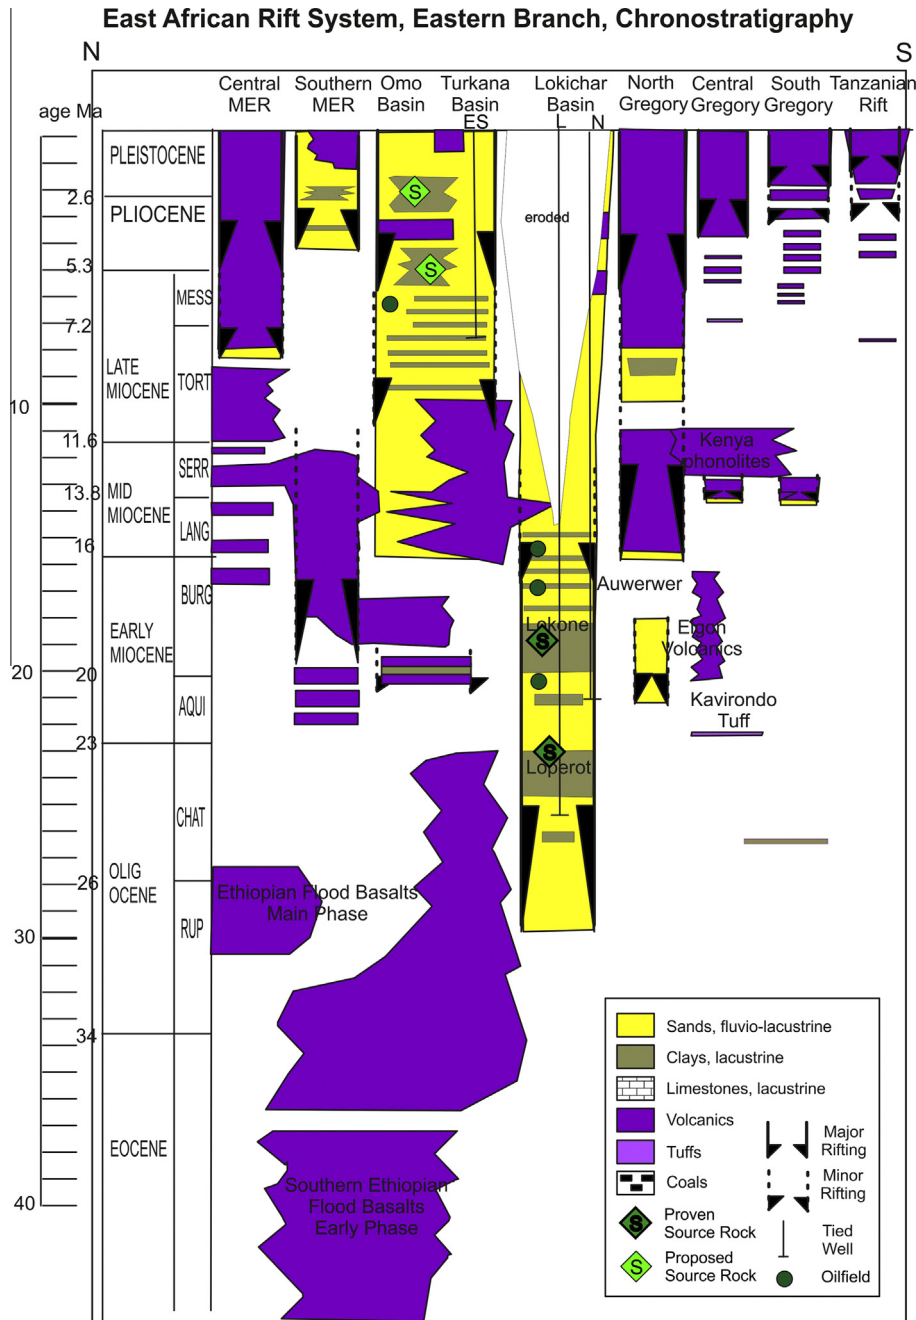 East African Rift System, Eastern Branch, Chronostratigraphy
N
S
age Ma
Central
MER
Southern
MER
Omo
Basin
Turkana
Basin
ES
Lokichar
Basin
L
N
North
Gregory
Central
Gregory
South
Gregory
Tanzanian
Rift
PLEISTOCENE
2.6
PLIOCENE
5.3
MESS
7.2
LATE
MIOCENE
TORT
10
11.6
SERR
13.8
MID
MIOCENE
LANG
16
BURG
EARLY
MIOCENE
20
20
AQUI
23
CHAT
OLIG
OCENE
26
RUP
30
34
EOCENE
40
S
S
eroded
Kenya
phonolites
Auwerwer
Lokone
S
Elgon
Volcanics
Kavirondo
Tuff
S
Loperot
Ethiopian Flood Basalts
Main Phase
Southern Ethiopian
Flood Basalts
Early Phase
Sands, fluvio-lacustrine
Clays, lacustrine
Limestones, lacustrine
Volcanics
Tuffs
Coals
S
Proven
Source Rock
S
Proposed
Source Rock
Major
Rifting
Minor
Rifting
Tied
Well
Oilfield